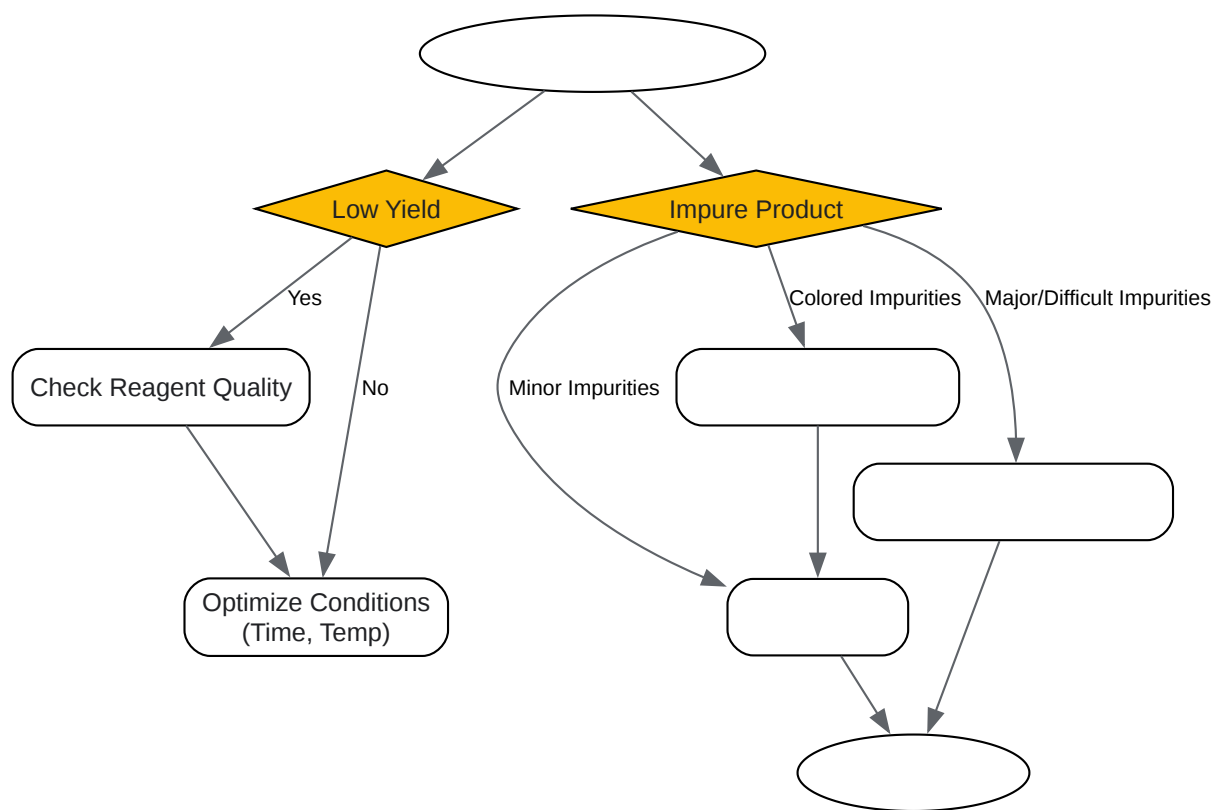 Low Yield
Impure Product
Yes
Colored Impurities
Major/Difficult Impurities
Check Reagent Quality
No
Minor Impurities
Optimize Conditions
(Time, Temp)